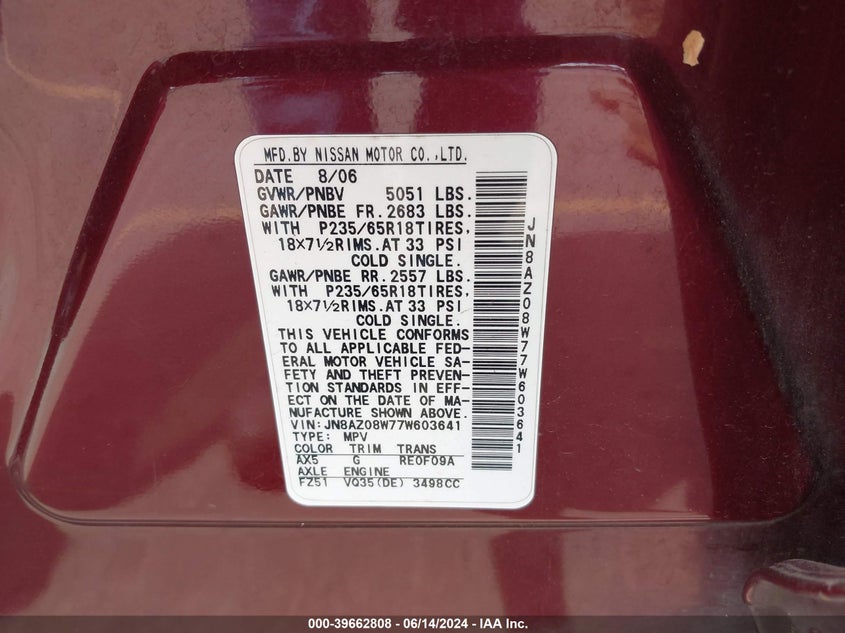 MFD.BY NISSAN MOTOR CO.,LTD.
DATE 8/06
GVWR/PNBV 5051 LBS.
GAWR/PNBE FR.2683 LBS.
WITH P235/65R18TIRES,
18×7½RIMS.AT 33 PSI
COLD SINGLE.
GAWR/PNBE RR.2557 LBS.
WITH P235/65R18TIRES,
18×7½RIMS.AT 33 PSI
COLD SINGLE.
THIS VEHICLE CONFORMS
TO ALL APPLICABLE FED-
ERAL MOTOR VEHICLE SA-
FETY AND THEFT PREVEN-
TION STANDARDS IN EFF-
ECT ON THE DATE OF MA-
NUFACTURE SHOWN ABOVE.
VIN:JN8AZ08W77W603641
TYPE: MPV
COLOR TRIM TRANS
AX5 G RE0F09A
AXLE ENGINE
FZ51 VQ35(DE) 3498CC
JN8AZ08W77W603641
000-39662808 - 06/14/2024 - IAA Inc.